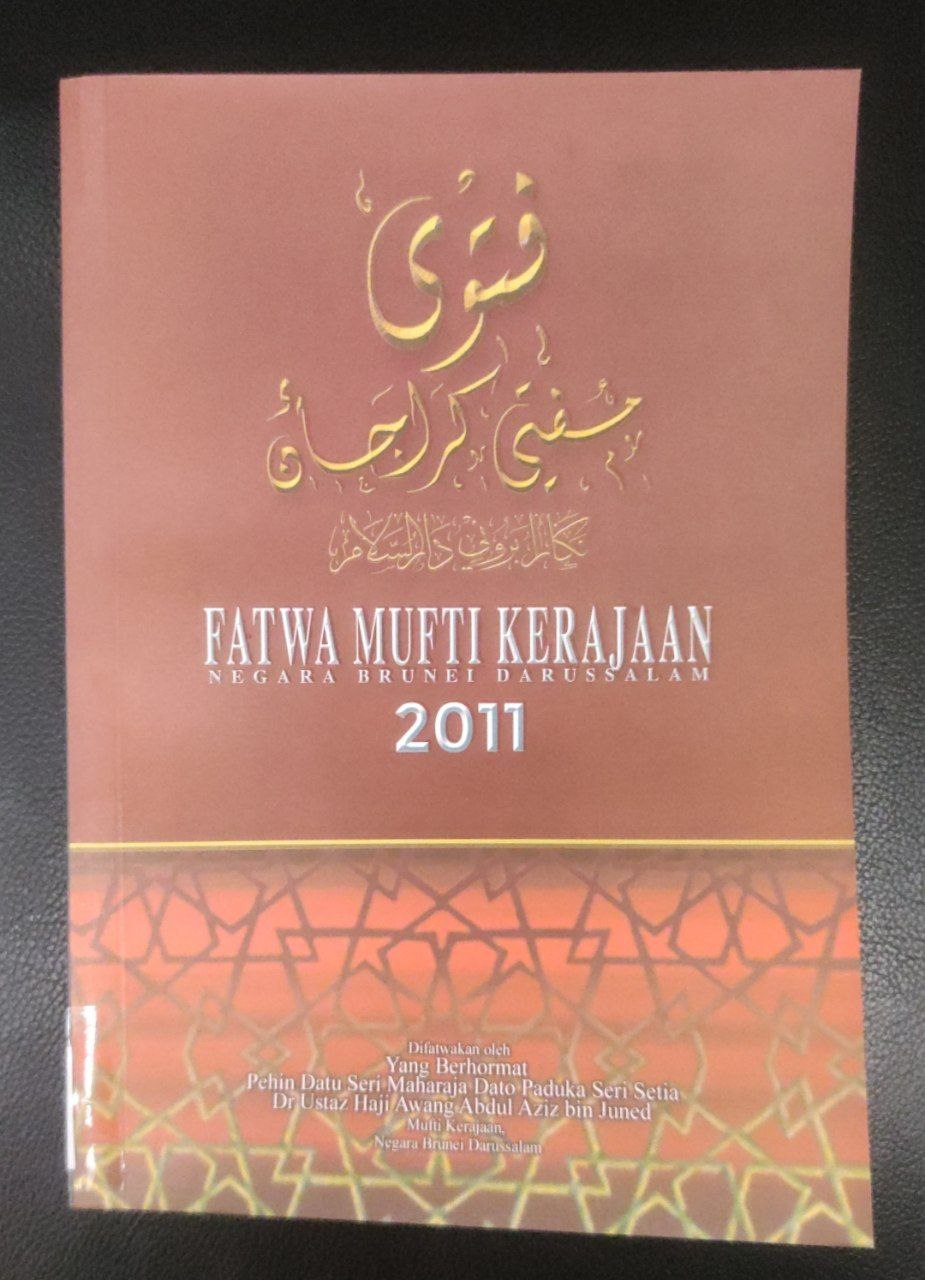 فتوى
مفتي كراجأن
نݢارا بروني دارالسلام
FATWA MUFTI KERAJAAN
NEGARA BRUNEI DARUSSALAM
2011
Difatwakan oleh
Yang Berhormat
Pehin Datu Seri Maharaja Dato Paduka Seri Setia
Dr Ustaz Haji Awang Abdul Aziz bin Juned
Mufti Kerajaan,
Negara Brunei Darussalam